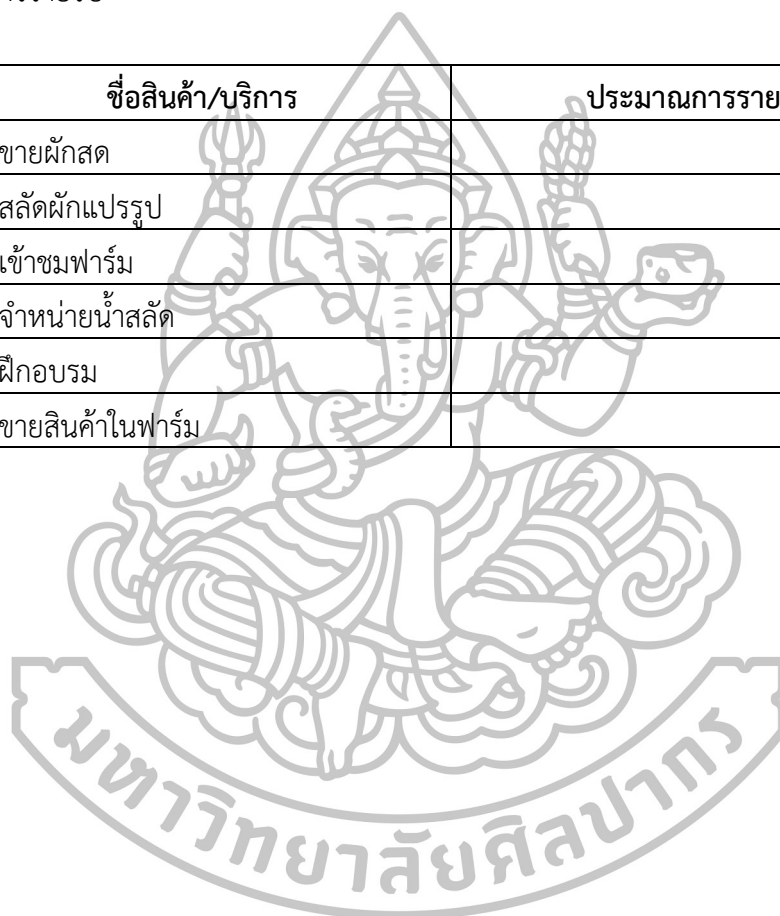 ชื่อสินค้า/บริการ ประมาณการราย
ขายผักสด
สลัดผักแปรรูป
เข้าชมฟาร์ม
จำหน่ายน้ำสลัด
ฝึกอบรม
ขายสินค้าในฟาร์ม
มหาวิทยาลัยศิลปากร